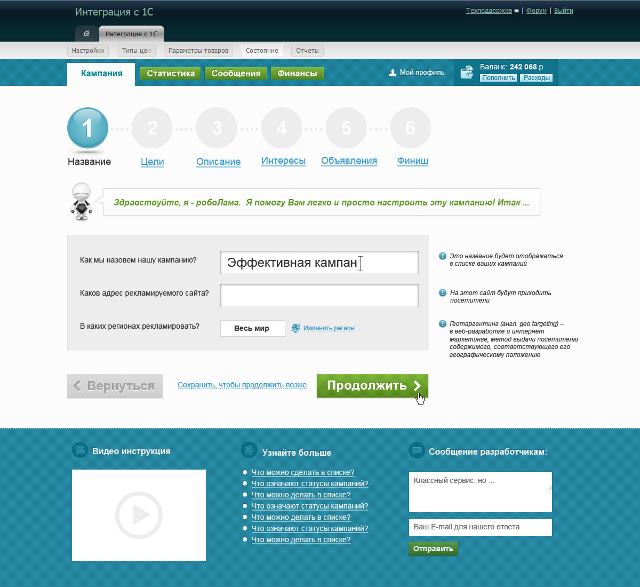 Интеграция с 1С
Техподдержка | Форум | Выйти
Интеграция с 1С
Настройки Типы цен Параметры товаров Состояние Отчеты
Кампания Статистика Сообщения Финансы
Мой профиль
Баланс: 242 068 р
Пополнить Расходы
1 2 3 4 5 6
Название Цели Описание Интересы Объявления Финиш
Здравствуйте, я - робоЛама. Я помогу Вам легко и просто настроить эту кампанию! Итак ...
Как мы назовем нашу кампанию?
Эффективная кампан
Это название будет отображаться
в списке ваших кампаний
Каков адрес рекламируемого сайта?
На этот сайт будут приходить
посетители
В каких регионах рекламировать?
Весь мир
Изменить регион
Геотаргетинг (англ. geo targeting) –
в веб-разработке и интернет
маркетинге, метод выдачи посетителю
содержимого, соответствующего его
географическому положению
Вернуться
Сохранить, чтобы продолжить позже
Продолжить
Видео инструкция
Узнайте больше
Что можно сделать в списке?
Что означают статусы кампаний?
Что можно делать в списке?
Что означают статусы кампаний?
Что можно делать в списке?
Что означают статусы кампаний?
Что можно делать в списке?
Сообщение разработчикам:
Классный сервис, но ...
Ваш E-mail для нашего ответа
Отправить